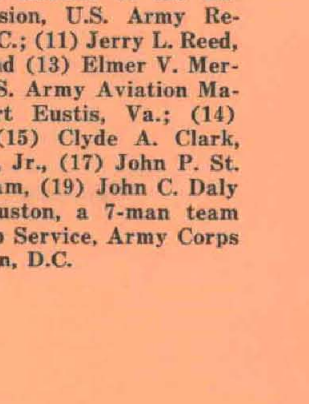 sion, U.S. Army Re-
C.; (11) Jerry L. Reed,
d (13) Elmer V. Mer-
S. Army Aviation Ma-
rt Eustis, Va.; (14)
(15) Clyde A. Clark,
Jr., (17) John P. St.
am, (19) John C. Daly
uston, a 7-man team
Service, Army Corps
n, D.C.